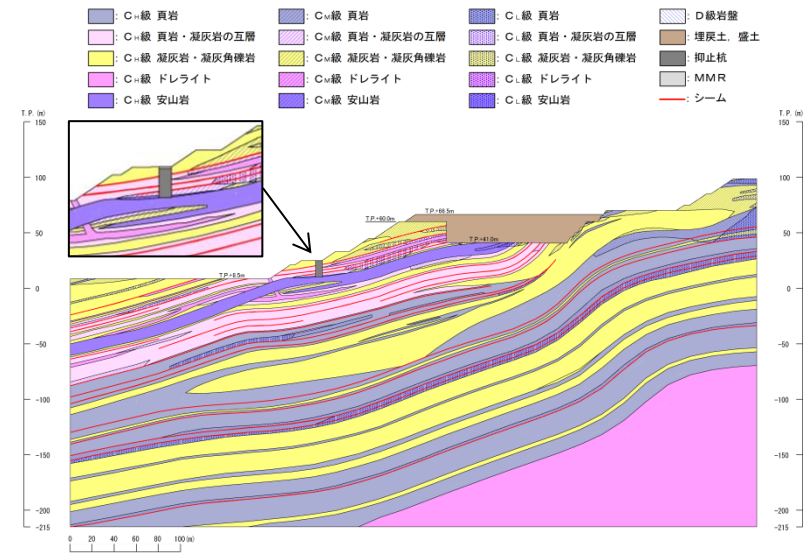 : CH級 頁岩
: CM級 頁岩
: CL級 頁岩
: D級岩盤
: CH級 頁岩・凝灰岩の互層
: CM級 頁岩・凝灰岩の互層
: CL級 頁岩・凝灰岩の互層
: 埋戻土，盛土
: CH級 凝灰岩・凝灰角礫岩
: CM級 凝灰岩・凝灰角礫岩
: CL級 凝灰岩・凝灰角礫岩
: 抑止杭
: CH級 ドレライト
: CM級 ドレライト
: CL級 ドレライト
: MMR
: CH級 安山岩
: CM級 安山岩
: CL級 安山岩
: シーム
T.P. (m)
T.P. (m)
150
150
100
100
T.P.+66.5m
T.P.+60.0m
50
50
T.P.+41.0m
T.P.+8.5m
0
0
-50
-50
-100
-100
-150
-150
-200
-200
-215
-215
0 20 40 60 80 100 (m)